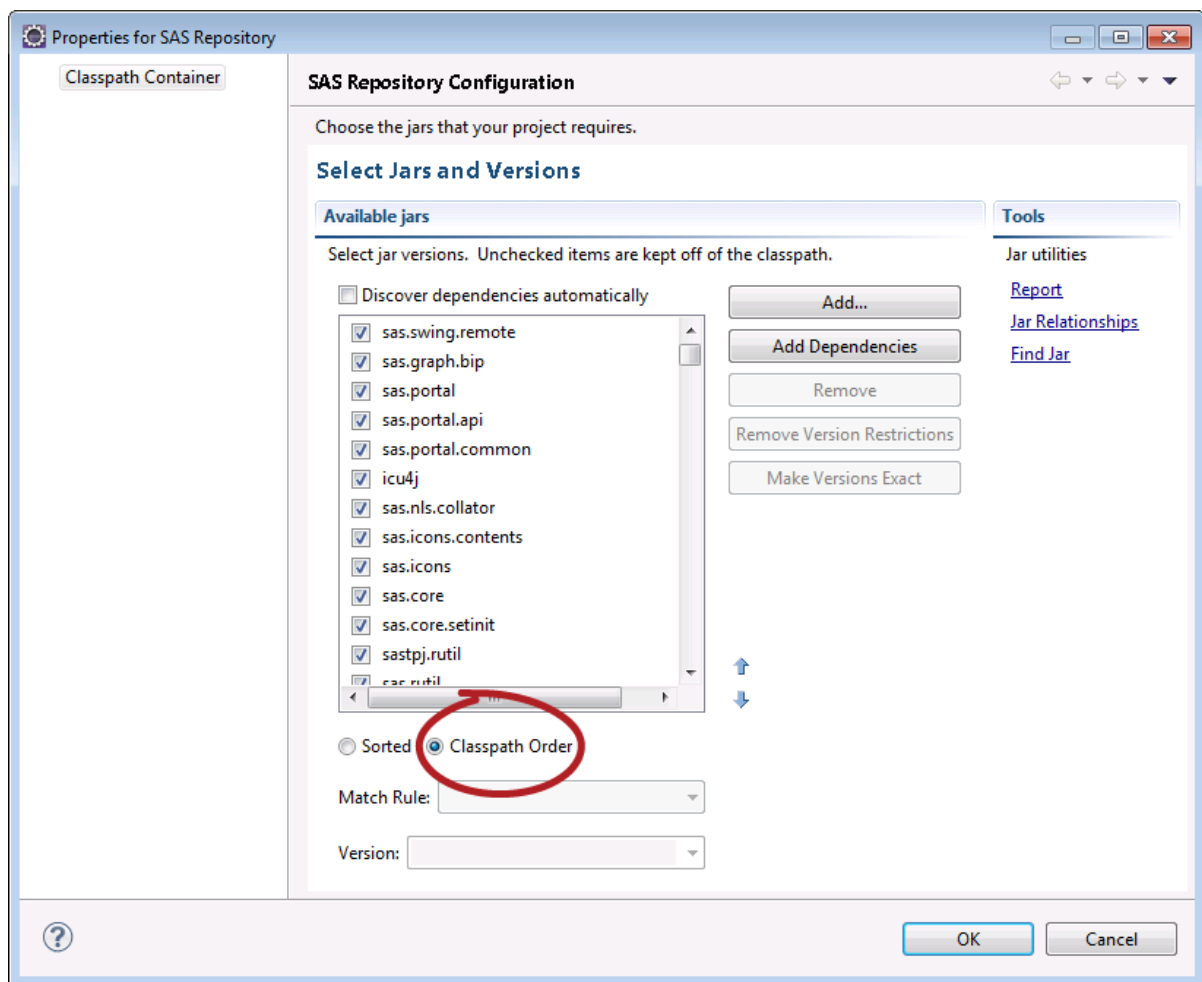 Properties for SAS Repository
Classpath Container
SAS Repository Configuration
Choose the jars that your project requires.
Select Jars and Versions
Available jars
Select jar versions. Unchecked items are kept off of the classpath.
Discover dependencies automatically
sas.swing.remote
sas.graph.bip
sas.portal
sas.portal.api
sas.portal.common
icu4j
sas.nls.collator
sas.icons.contents
sas.icons
sas.core
sas.core.setinit
sastpj.rutil
sas.rutil
Add...
Add Dependencies
Remove
Remove Version Restrictions
Make Versions Exact
Sorted
Classpath Order
Match Rule:
Version:
Tools
Jar utilities
Report
Jar Relationships
Find Jar
?
OK
Cancel